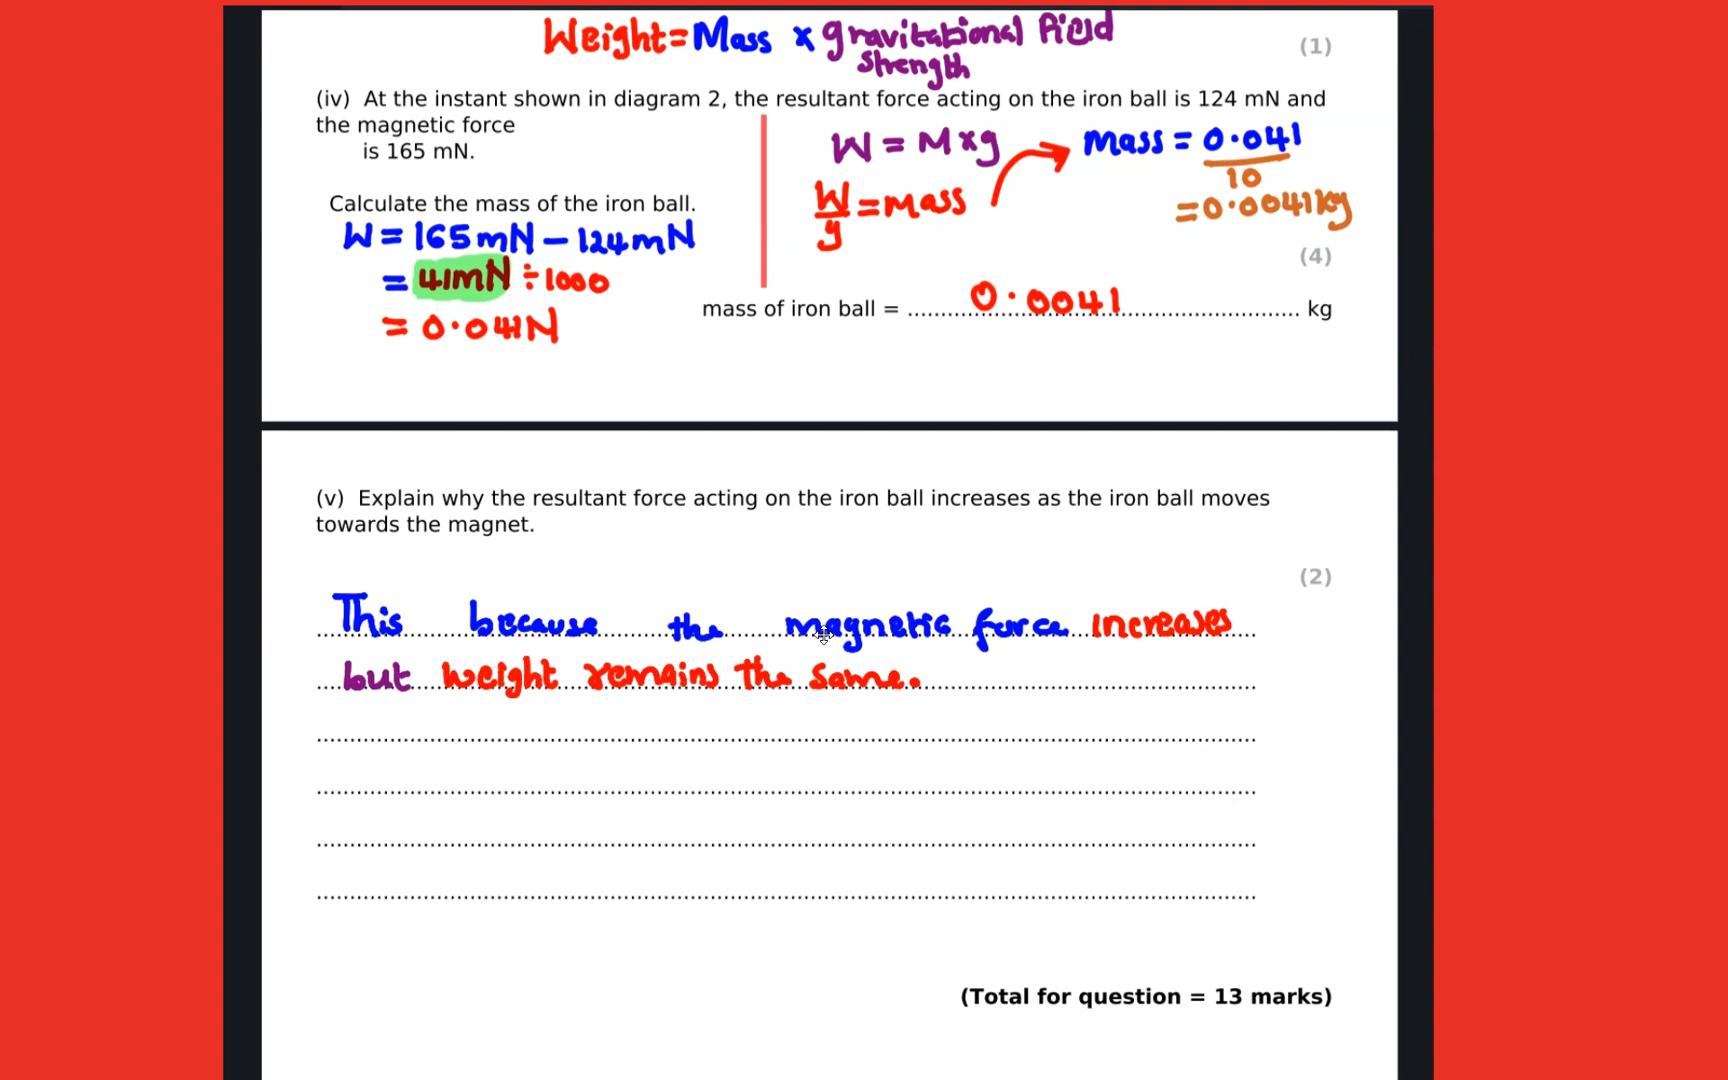 Weight=Mass x gravitational field
strength
(1)
(iv) At the instant shown in diagram 2, the resultant force acting on the iron ball is 124 mN and
the magnetic force
is 165 mN.
W = M x g
Mass = 0.041
10
= 0.0041kg
W
g
= Mass
Calculate the mass of the iron ball.
W = 165mN - 124mN
= 41mN ÷ 1000
= 0.041N
(4)
mass of iron ball = 0.0041 kg
(v) Explain why the resultant force acting on the iron ball increases as the iron ball moves
towards the magnet.
(2)
This because the magnetic force increases
but weight remains the same.
(Total for question = 13 marks)